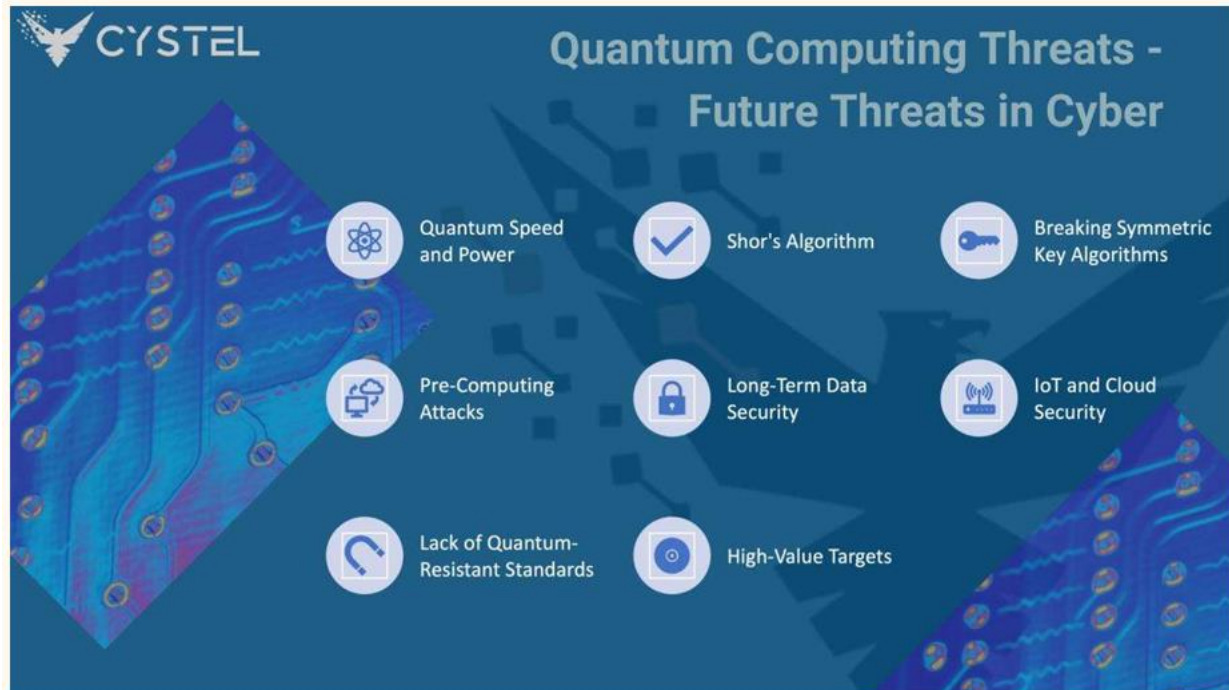 CYSTEL
Quantum Computing Threats -
Future Threats in Cyber
Quantum Speed
and Power
Shor's Algorithm
Breaking Symmetric
Key Algorithms
Pre-Computing
Attacks
Long-Term Data
Security
IoT and Cloud
Security
Lack of Quantum-
Resistant Standards
High-Value Targets